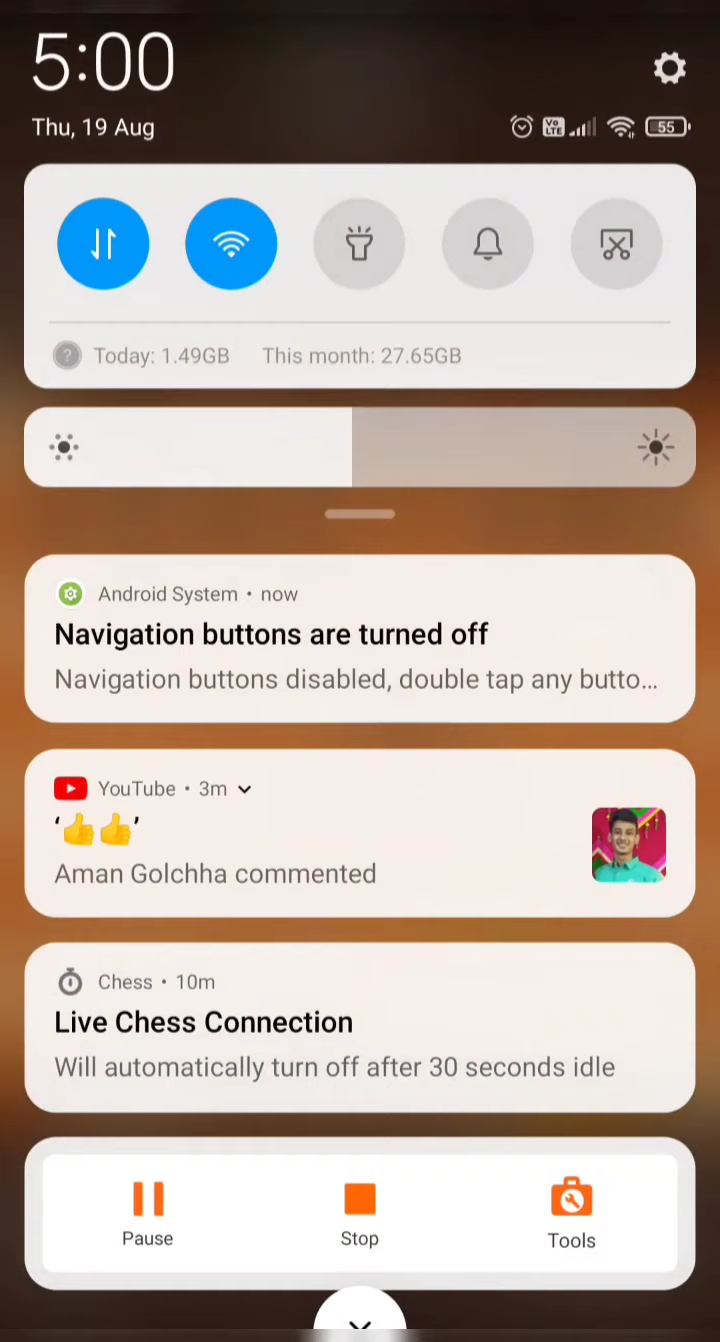 5:00
Thu, 19 Aug
Vo LTE 55
Today: 1.49GB This month: 27.65GB
Android System • now
Navigation buttons are turned off
Navigation buttons disabled, double tap any butto...
YouTube • 3m
‘👍👍’
Aman Golchha commented
Chess • 10m
Live Chess Connection
Will automatically turn off after 30 seconds idle
Pause Stop Tools